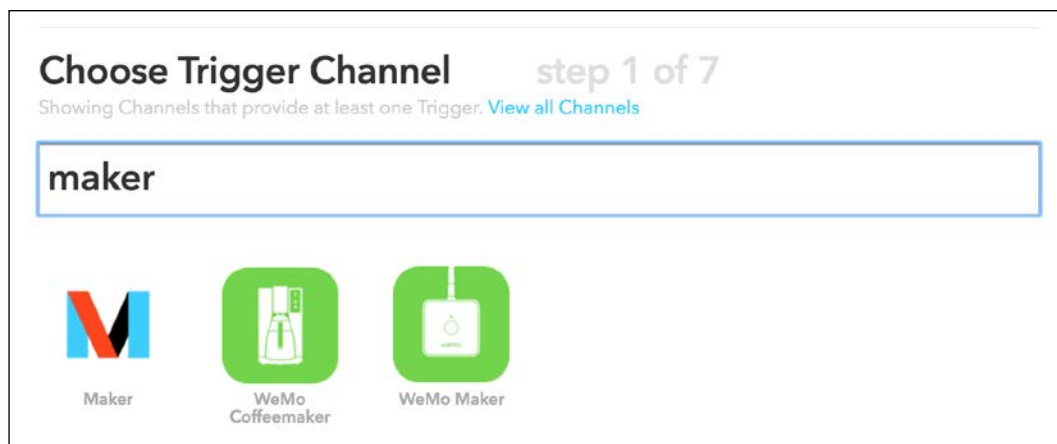 Choose Trigger Channel step 1 of 7
Showing Channels that provide at least one Trigger. View all Channels
maker
Maker WeMo Coffeemaker WeMo Maker